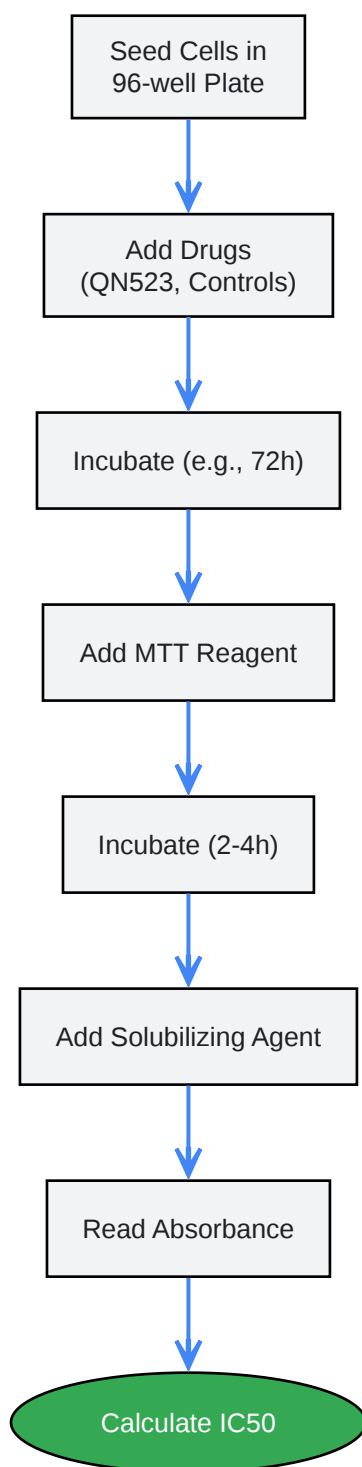 Seed Cells in
96-well Plate
Add Drugs
(QN523, Controls)
Incubate (e.g., 72h)
Add MTT Reagent
Incubate (2-4h)
Add Solubilizing Agent
Read Absorbance
Calculate IC50